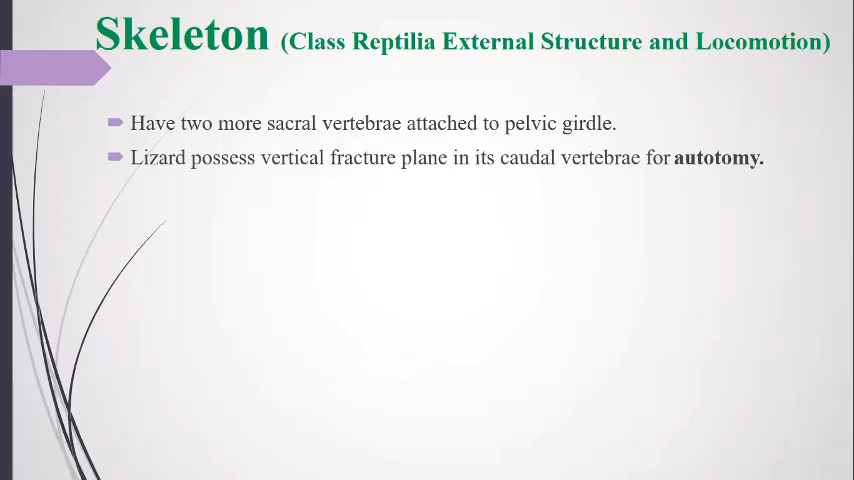 Skeleton (Class Reptilia External Structure and Locomotion)
Have two more sacral vertebrae attached to pelvic girdle.
Lizard possess vertical fracture plane in its caudal vertebrae for autotomy.